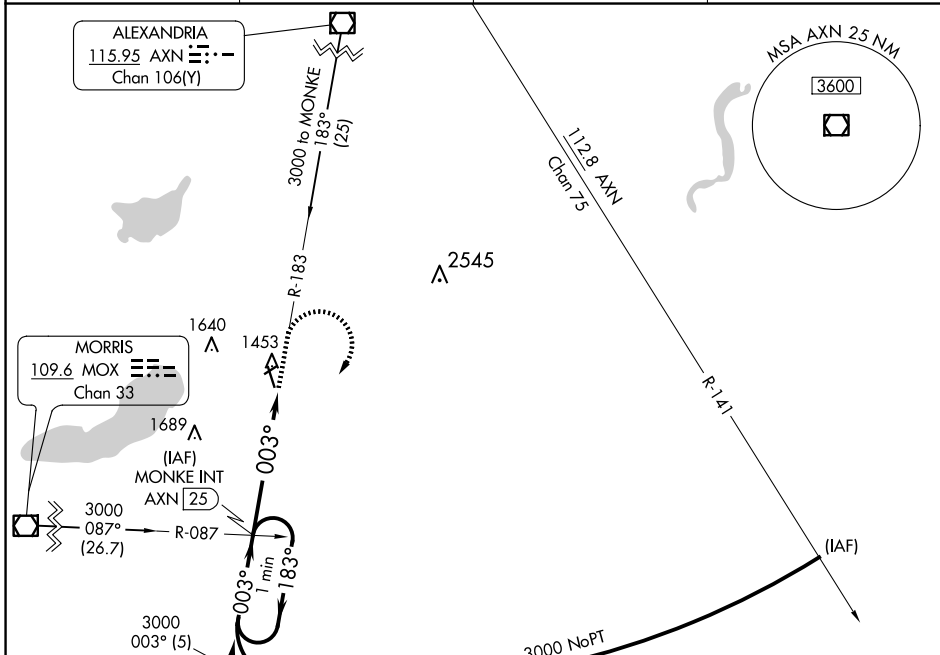 ALEXANDRIA
115.95 AXN
Chan 106(Y)
3000 to MONKE
183°
(25)
R-183
112.8 AXN
Chan 75
R-141
MSA AXN 25 NM
3600
2545
1640
1453
MORRIS
109.6 MOX
Chan 33
1689
(IAF)
MONKE INT
AXN 25
003°
3000
087°
(26.7)
R-087
003°
1 min
183°
3000
003° (5)
(IAF)
3000 NoPT